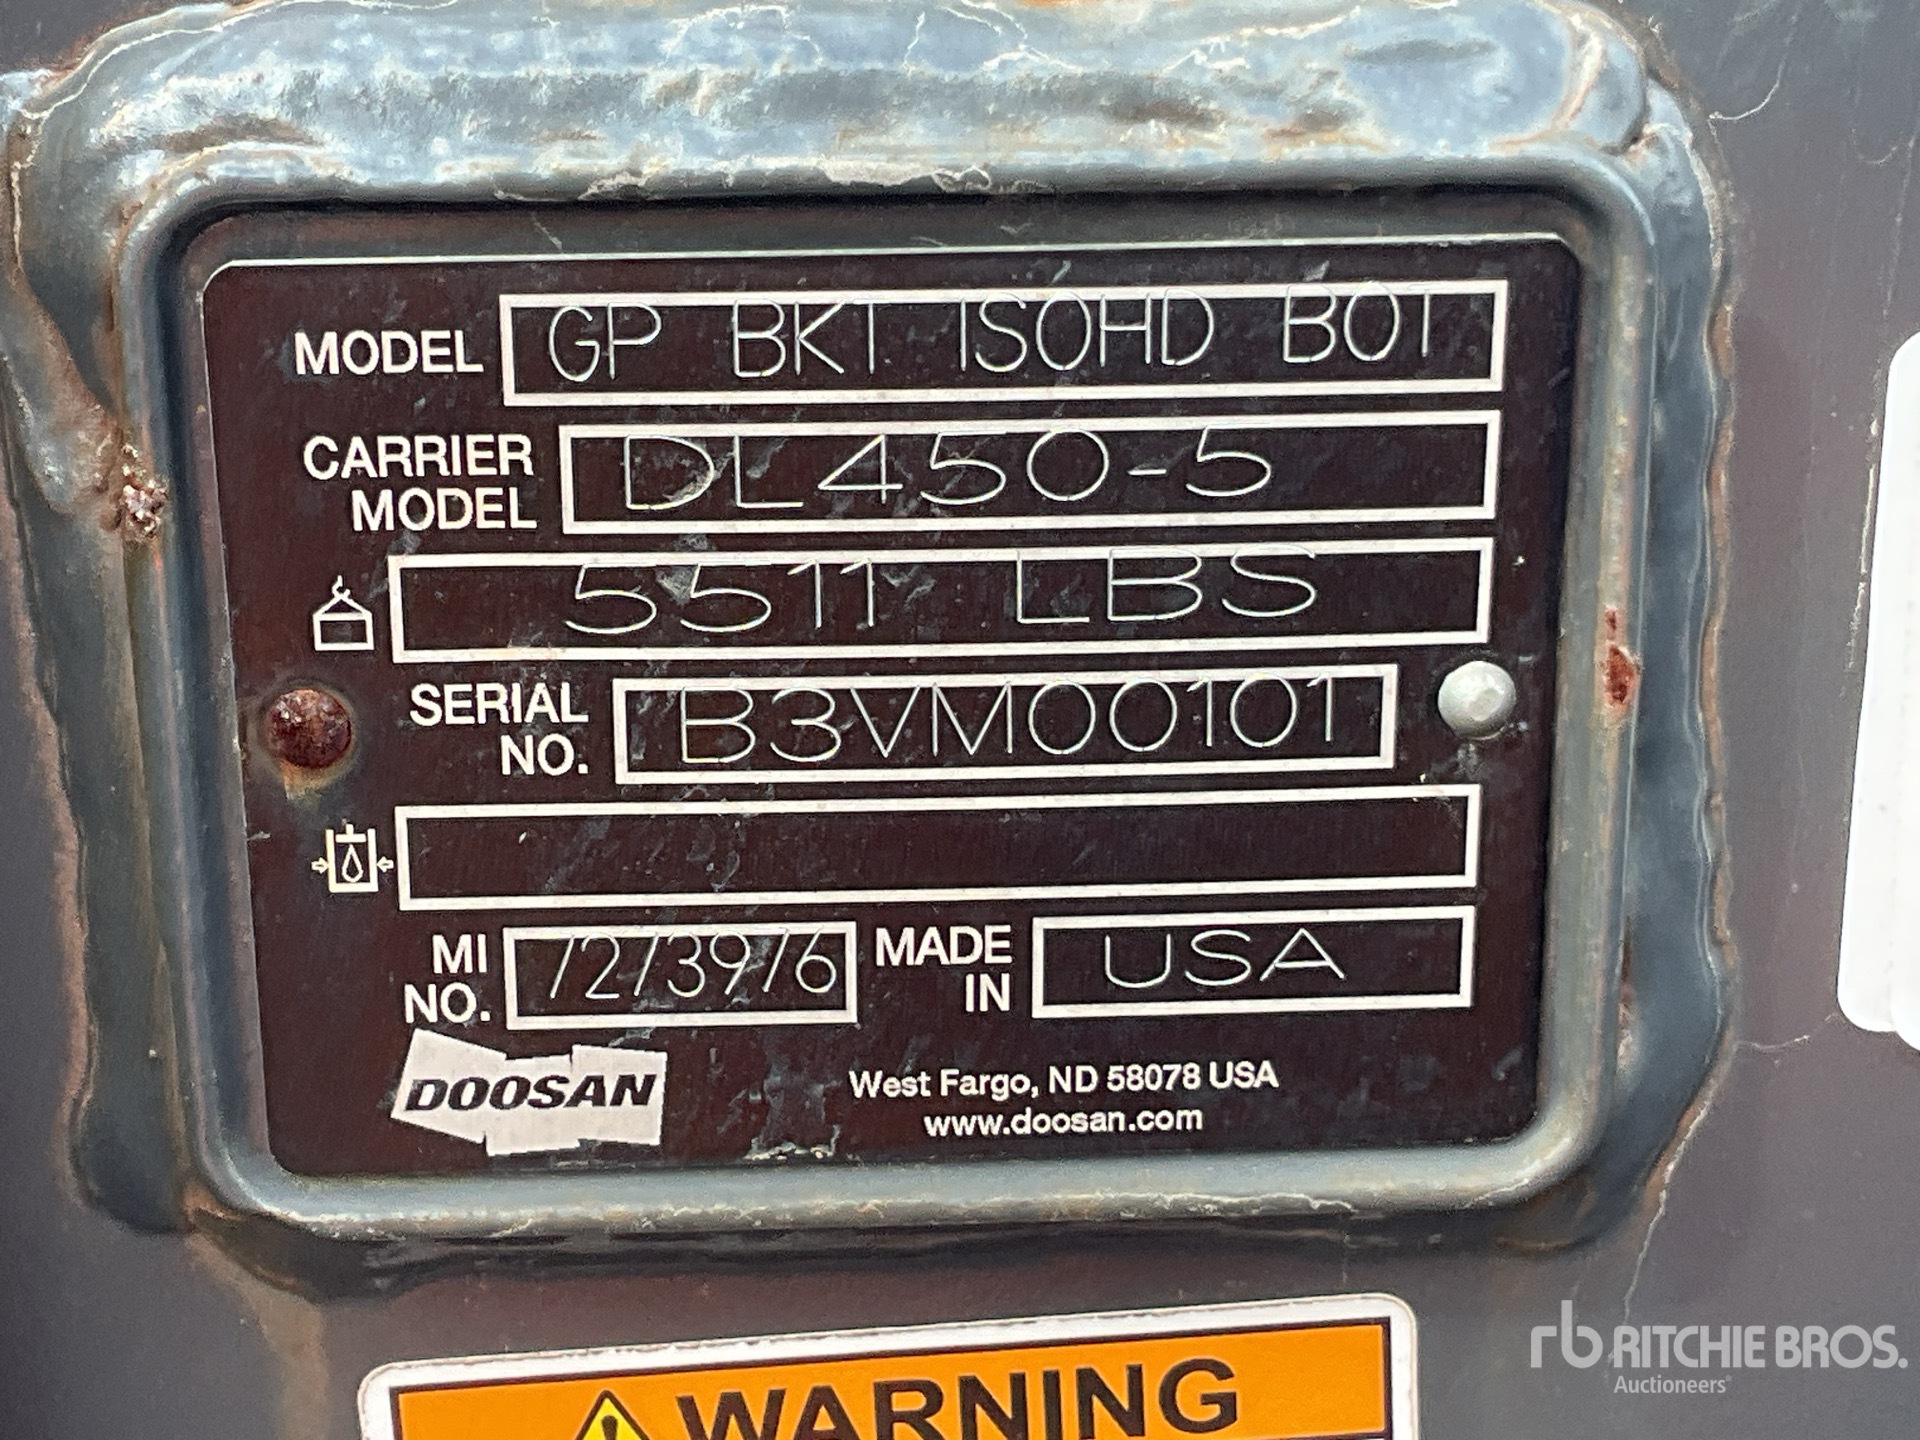 MODEL GP BKT ISOHD BOT
CARRIER MODEL DL450-5
5511 LBS
SERIAL NO. B3VM00101
MI NO. 7273976 MADE IN USA
DOOSAN
West Fargo, ND 58078 USA
www.doosan.com
WARNING
rb RITCHIE BROS.
Auctioneers